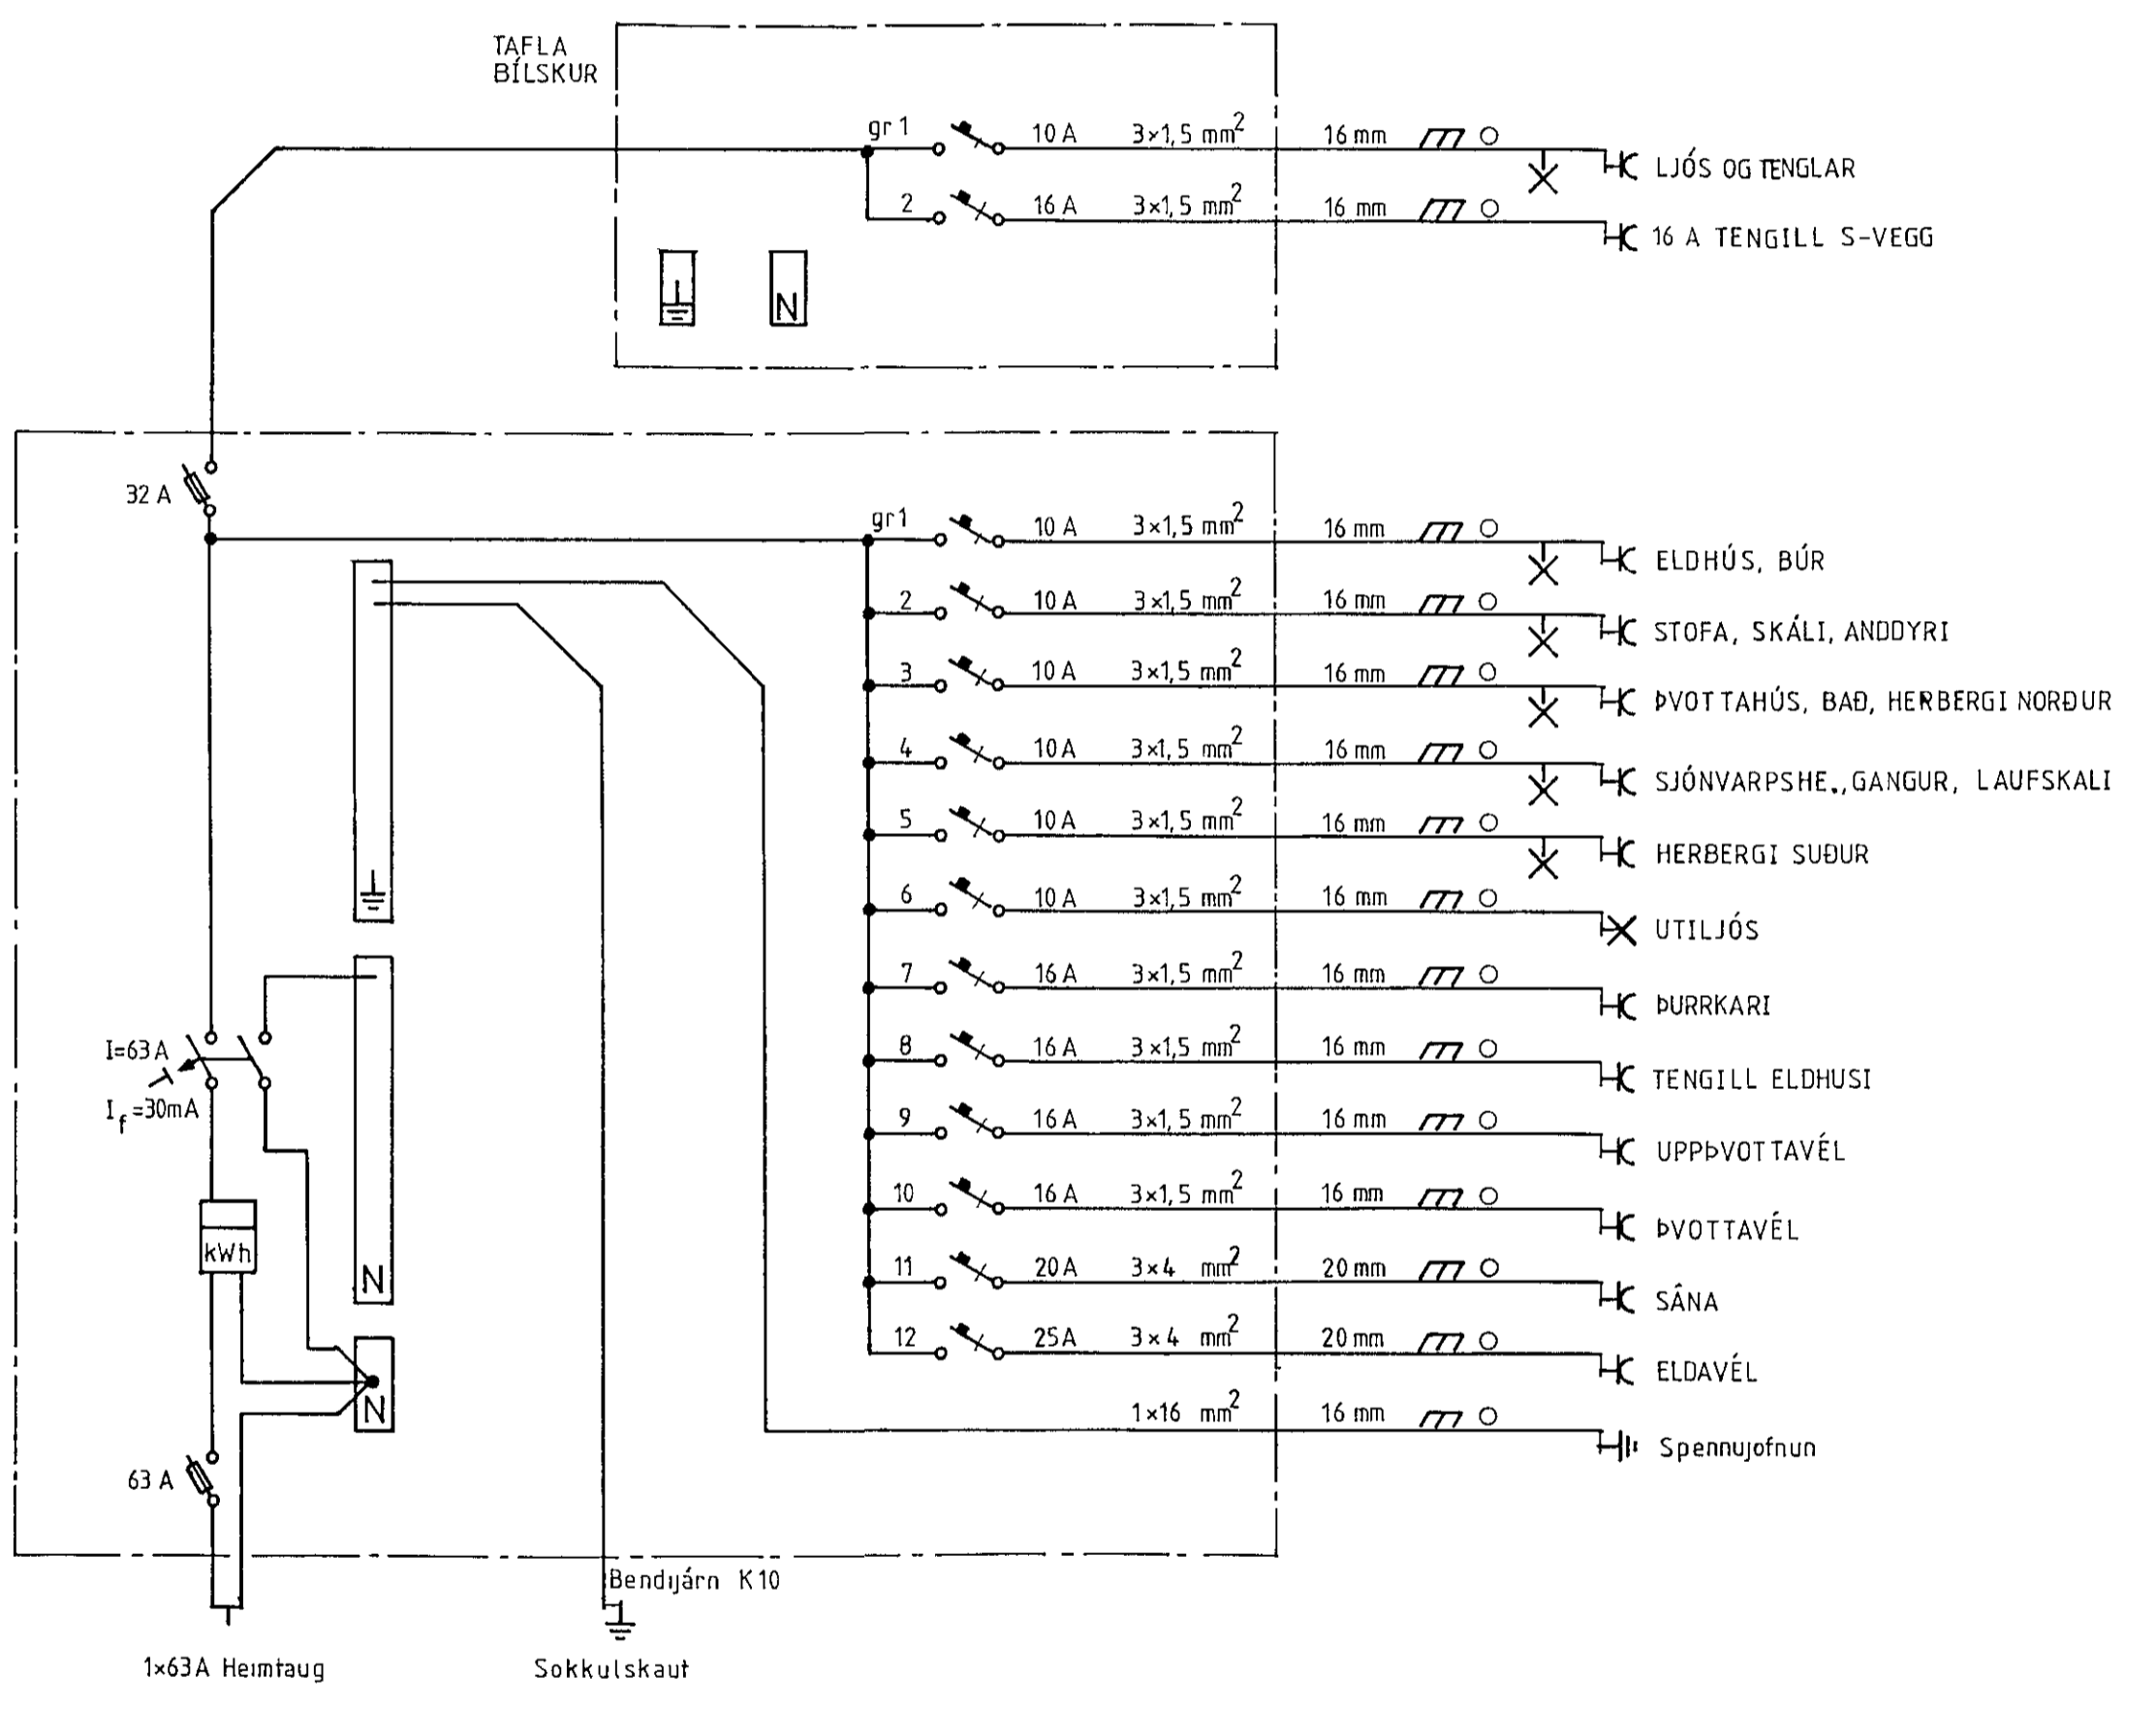 TAFLA
BÍLSKUR
gr 1 10 A 3×1,5 mm² 16 mm LJÓS OG TENGLAR
2 16 A 3×1,5 mm² 16 mm 16 A TENGILL S-VEGG
N
32 A
gr1 10 A 3×1,5 mm² 16 mm ELDHÚS, BÚR
2 10 A 3×1,5 mm² 16 mm STOFA, SKÁLI, ANDDYRI
3 10 A 3×1,5 mm² 16 mm ÞVOTTAHÚS, BAÐ, HERBERGI NORÐUR
4 10 A 3×1,5 mm² 16 mm SJÓNVARPSHE., GANGUR, LAUFSKALI
5 10 A 3×1,5 mm² 16 mm HERBERGI SUÐUR
6 10 A 3×1,5 mm² 16 mm UTILJÓS
7 16 A 3×1,5 mm² 16 mm ÞURRKARI
8 16 A 3×1,5 mm² 16 mm TENGILL ELDHUSI
9 16 A 3×1,5 mm² 16 mm UPPÞVOTTAVÉL
10 16 A 3×1,5 mm² 16 mm ÞVOTTAVÉL
11 20 A 3×4 mm² 20 mm SÂNA
12 25 A 3×4 mm² 20 mm ELDAVÉL
1×16 mm² 16 mm Spennujofnun
I=63 A
I_f=30mA
kWh
N
N
63 A
Bendijárn K10
1×63 A Heimtaug
Sokkulskaut